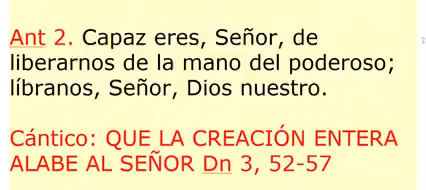 Ant 2. Capaz eres, Señor, de
liberarnos de la mano del poderoso;
líbranos, Señor, Dios nuestro.
Cántico: QUE LA CREACIÓN ENTERA
ALABE AL SEÑOR Dn 3, 52-57